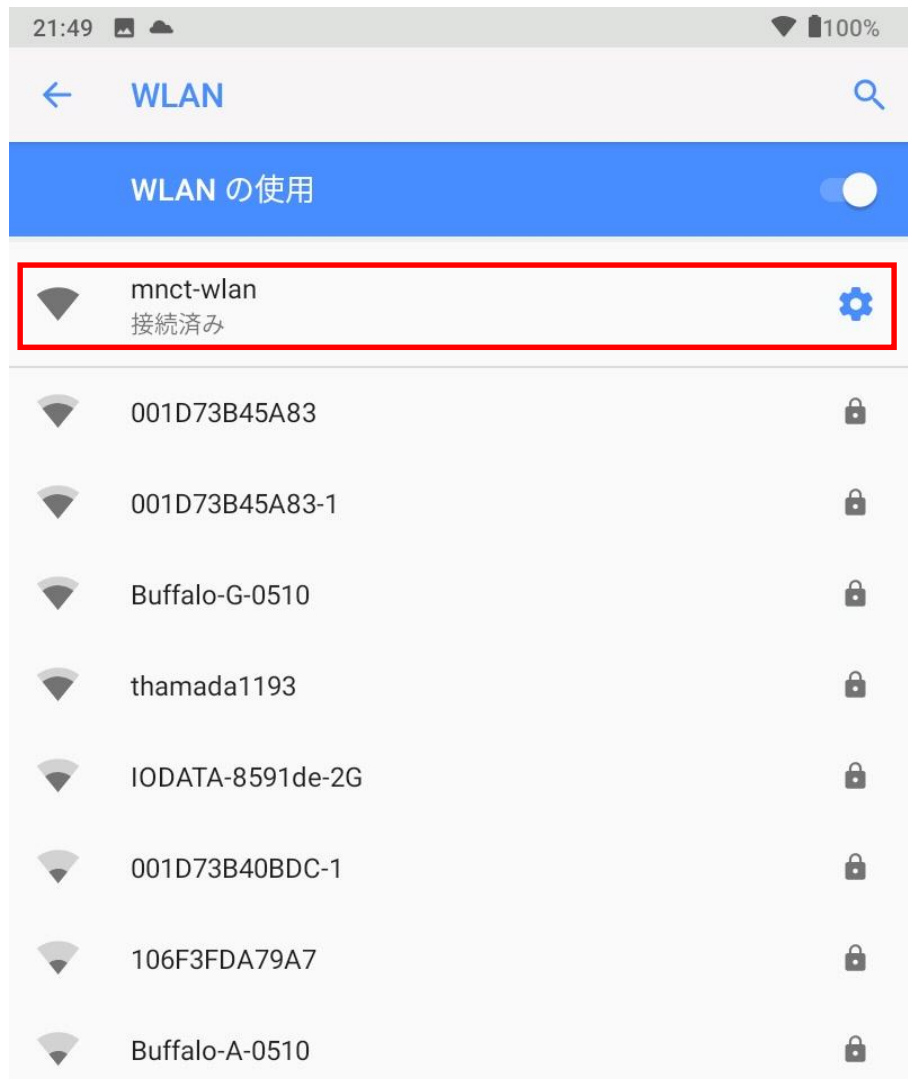 21:49 100%
WLAN
WLAN の使用
mnct-wlan
接続済み
001D73B45A83
001D73B45A83-1
Buffalo-G-0510
thamada1193
IODATA-8591de-2G
001D73B40BDC-1
106F3FDA79A7
Buffalo-A-0510